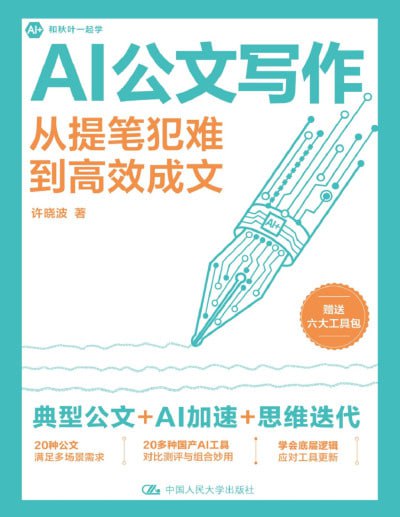 AI+ 和秋叶一起学
AI公文写作
从提笔犯难
到高效成文
许晓波 著
AI+
赠送
六大工具包
典型公文+AI加速+思维迭代
20种公文
满足多场景需求
20多种国产AI工具
对比测评与组合妙用
学会底层逻辑
应对工具更新
中国人民大学出版社